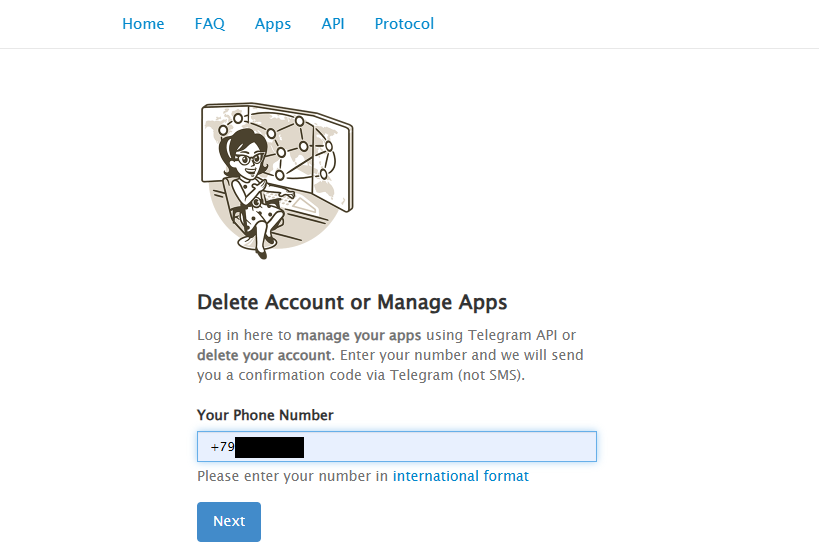 Home FAQ Apps API Protocol
Delete Account or Manage Apps
Log in here to manage your apps using Telegram API or
delete your account. Enter your number and we will send
you a confirmation code via Telegram (not SMS).
Your Phone Number
+79
Please enter your number in international format
Next